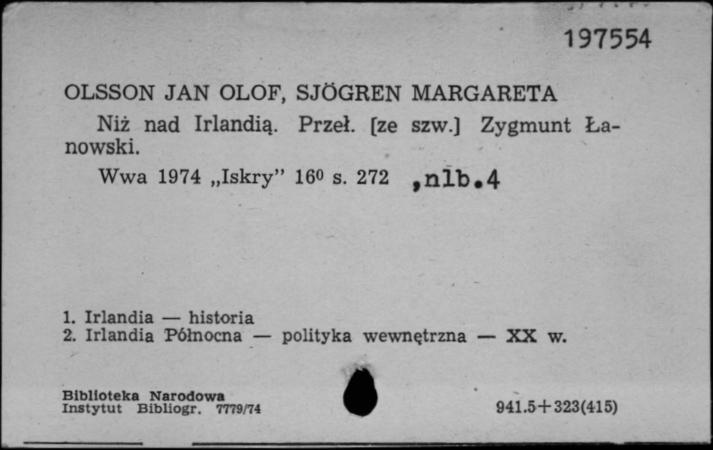 197554
OLSSON JAN OLOF, SJÖGREN MARGARETA
Niż nad Irlandią. Przeł. [ze szw.] Zygmunt Ła-
nowski.
Wwa 1974 „Iskry” 16⁰ s. 272 ,nlb.4
1. Irlandia — historia
2. Irlandia Północna — polityka wewnętrzna — XX w.
Biblioteka Narodowa
Instytut Bibliogr. 7779/74
941.5+323(415)